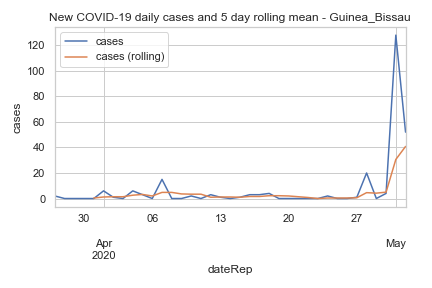 New COVID-19 daily cases and 5 day rolling mean - Guinea_Bissau
cases
cases (rolling)
120
100
80
60
40
20
0
cases
30 06 13 20 27
Apr May
2020
dateRep